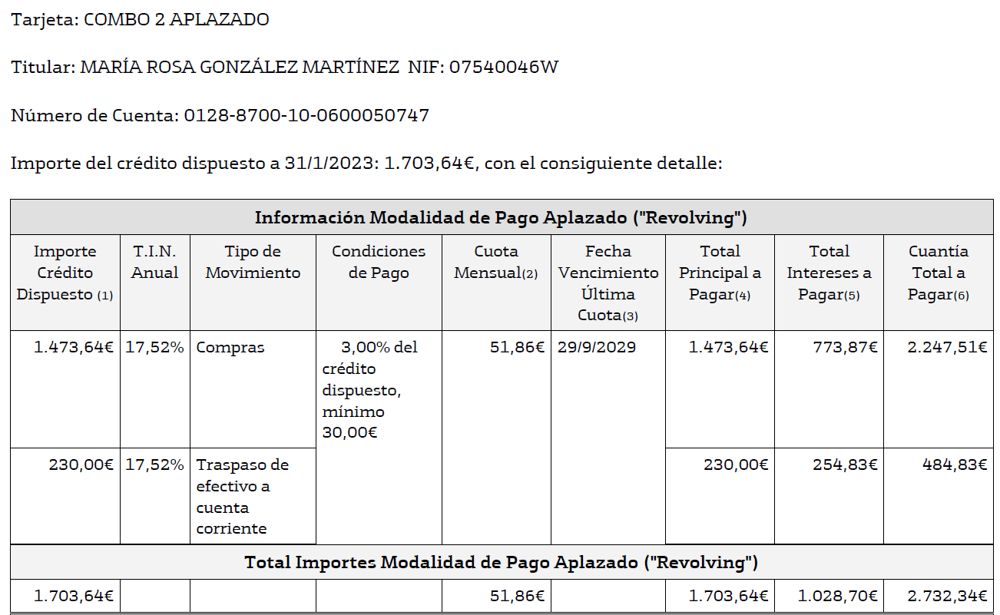 Tarjeta: COMBO 2 APLAZADO
Titular: MARÍA ROSA GONZÁLEZ MARTÍNEZ  NIF: 07540046W
Número de Cuenta: 0128-8700-10-0600050747
Importe del crédito dispuesto a 31/1/2023: 1.703,64€, con el consiguiente detalle:
Información Modalidad de Pago Aplazado ("Revolving")
Importe
Crédito
Dispuesto (1)
T.I.N.
Anual
Tipo de
Movimiento
Condiciones
de Pago
Cuota
Mensual(2)
Fecha
Vencimiento
Última
Cuota(3)
Total
Principal a
Pagar(4)
Total
Intereses a
Pagar(5)
Cuantía
Total a
Pagar(6)
1.473,64€
17,52%
Compras
3,00% del
crédito
dispuesto,
mínimo
30,00€
51,86€
29/9/2029
1.473,64€
773,87€
2.247,51€
230,00€
17,52%
Traspaso de
efectivo a
cuenta
corriente
230,00€
254,83€
484,83€
Total Importes Modalidad de Pago Aplazado ("Revolving")
1.703,64€
51,86€
1.703,64€
1.028,70€
2.732,34€